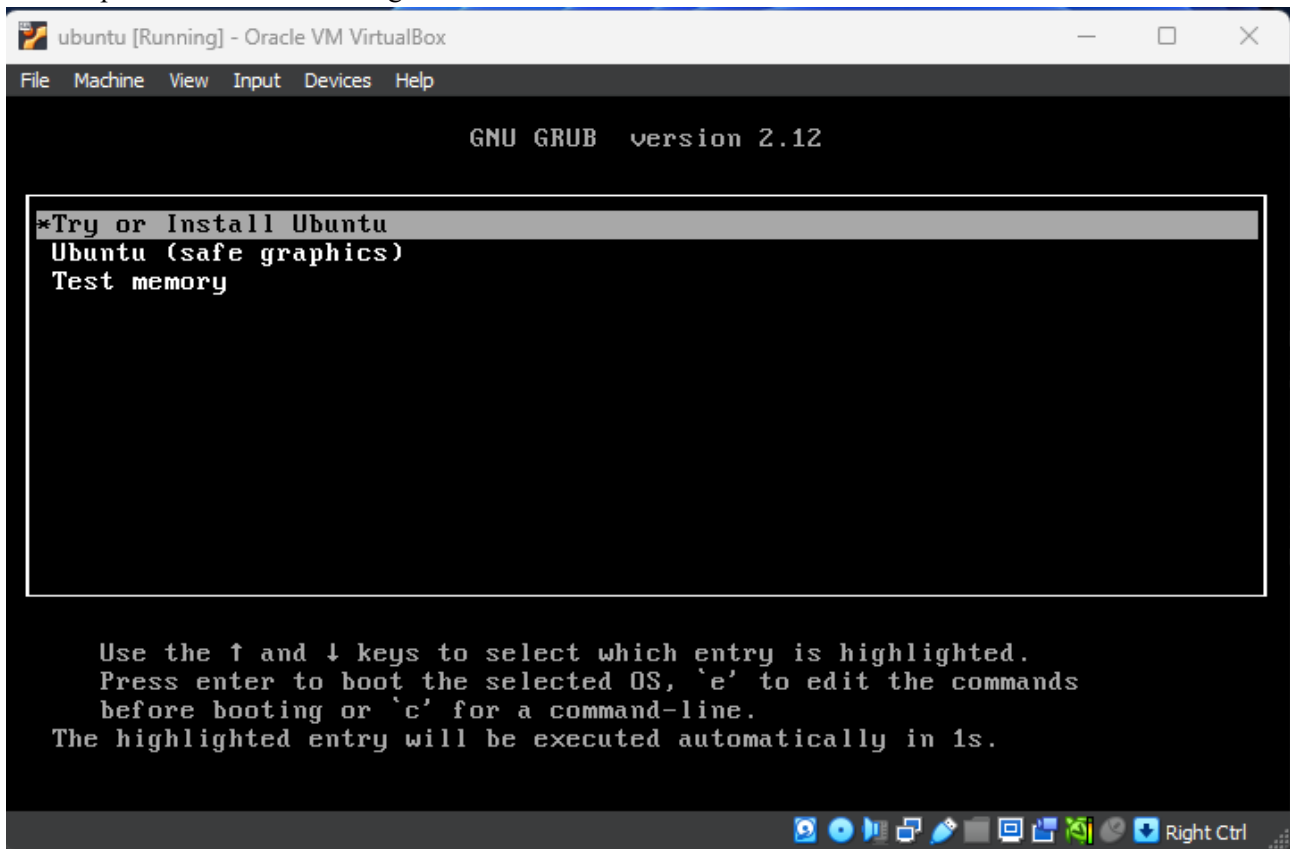 ubuntu [Running] - Oracle VM VirtualBox
File Machine View Input Devices Help
GNU GRUB version 2.12
*Try or Install Ubuntu
Ubuntu (safe graphics)
Test memory
Use the ↑ and ↓ keys to select which entry is highlighted.
Press enter to boot the selected OS, `e' to edit the commands
before booting or `c' for a command-line.
The highlighted entry will be executed automatically in 1s.
Right Ctrl